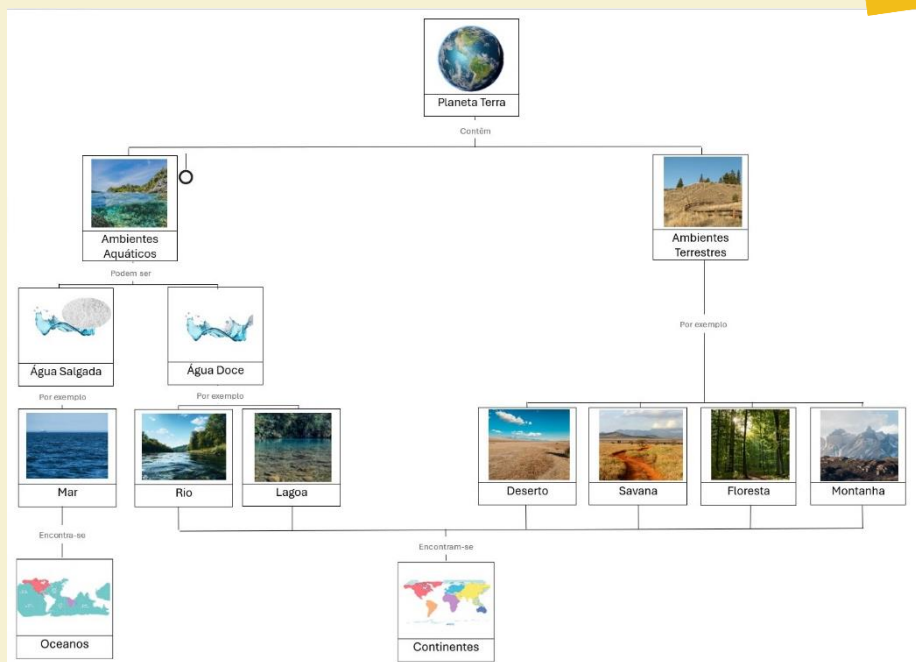 Planeta Terra
Contêm
Ambientes
Aquáticos
Ambientes
Terrestres
Podem ser
Água Salgada
Água Doce
Por exemplo
Por exemplo
Por exemplo
Mar
Rio
Lagoa
Deserto
Savana
Floresta
Montanha
Encontra-se
Encontram-se
Oceanos
Continentes